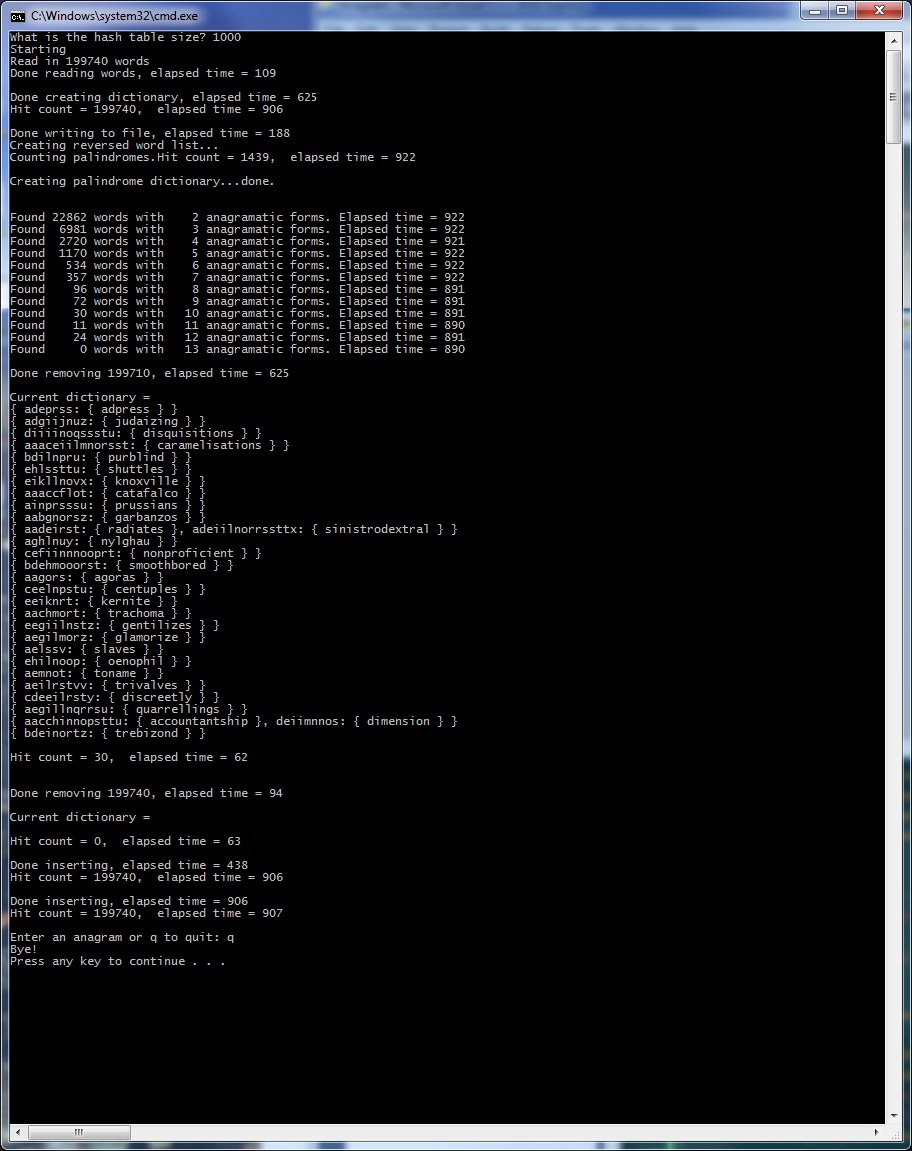 C:\Windows\system32\cmd.exe
What is the hash table size? 1000
Starting
Read in 199740 words
Done reading words, elapsed time = 109
Done creating dictionary, elapsed time = 625
Hit count = 199740,  elapsed time = 906
Done writing to file, elapsed time = 188
Creating reversed word list...
Counting palindromes.Hit count = 1439,  elapsed time = 922
Creating palindrome dictionary...done.
Found 22862 words with    2 anagramatic forms. Elapsed time = 922
Found  6981 words with    3 anagramatic forms. Elapsed time = 922
Found  2720 words with    4 anagramatic forms. Elapsed time = 921
Found  1170 words with    5 anagramatic forms. Elapsed time = 922
Found   534 words with    6 anagramatic forms. Elapsed time = 922
Found   357 words with    7 anagramatic forms. Elapsed time = 922
Found    96 words with    8 anagramatic forms. Elapsed time = 891
Found    72 words with    9 anagramatic forms. Elapsed time = 891
Found    30 words with   10 anagramatic forms. Elapsed time = 891
Found    11 words with   11 anagramatic forms. Elapsed time = 890
Found    24 words with   12 anagramatic forms. Elapsed time = 891
Found     0 words with   13 anagramatic forms. Elapsed time = 890
Done removing 199710, elapsed time = 625
Current dictionary =
{ adeprss: { adpress } }
{ adgiijnuz: { judaizing } }
{ diiiinoqssstu: { disquisitions } }
{ aaaceiilmnorsst: { caramelisations } }
{ bdilnpru: { purblind } }
{ ehlssttu: { shuttles } }
{ eikllnovx: { knoxville } }
{ aaaccflot: { catafalco } }
{ ainprsssu: { prussians } }
{ aabgnorsz: { garbanzos } }
{ aadeirst: { radiates }, adeiilnorrssttx: { sinistrodextral } }
{ aghlnuy: { nylghau } }
{ cefiinnnooprt: { nonproficient } }
{ bdehmooorst: { smoothbored } }
{ aagors: { agoras } }
{ ceelnpstu: { centuples } }
{ eeiknrt: { kernite } }
{ aachmort: { trachoma } }
{ eegiilnstz: { gentilizes } }
{ aegilmorz: { glamorize } }
{ aelssv: { slaves } }
{ ehilnoop: { oenophil } }
{ aemnot: { toname } }
{ aeilrstvv: { trivalves } }
{ cdeeilrsty: { discreetly } }
{ aegillnqrrsu: { quarrellings } }
{ aacchinnopsttu: { accountantship }, deiimnnos: { dimension } }
{ bdeinortz: { trebizond } }
Hit count = 30,  elapsed time = 62
Done removing 199740, elapsed time = 94
Current dictionary =
Hit count = 0,  elapsed time = 63
Done inserting, elapsed time = 438
Hit count = 199740,  elapsed time = 906
Done inserting, elapsed time = 906
Hit count = 199740,  elapsed time = 907
Enter an anagram or q to quit: q
Bye!
Press any key to continue . . .